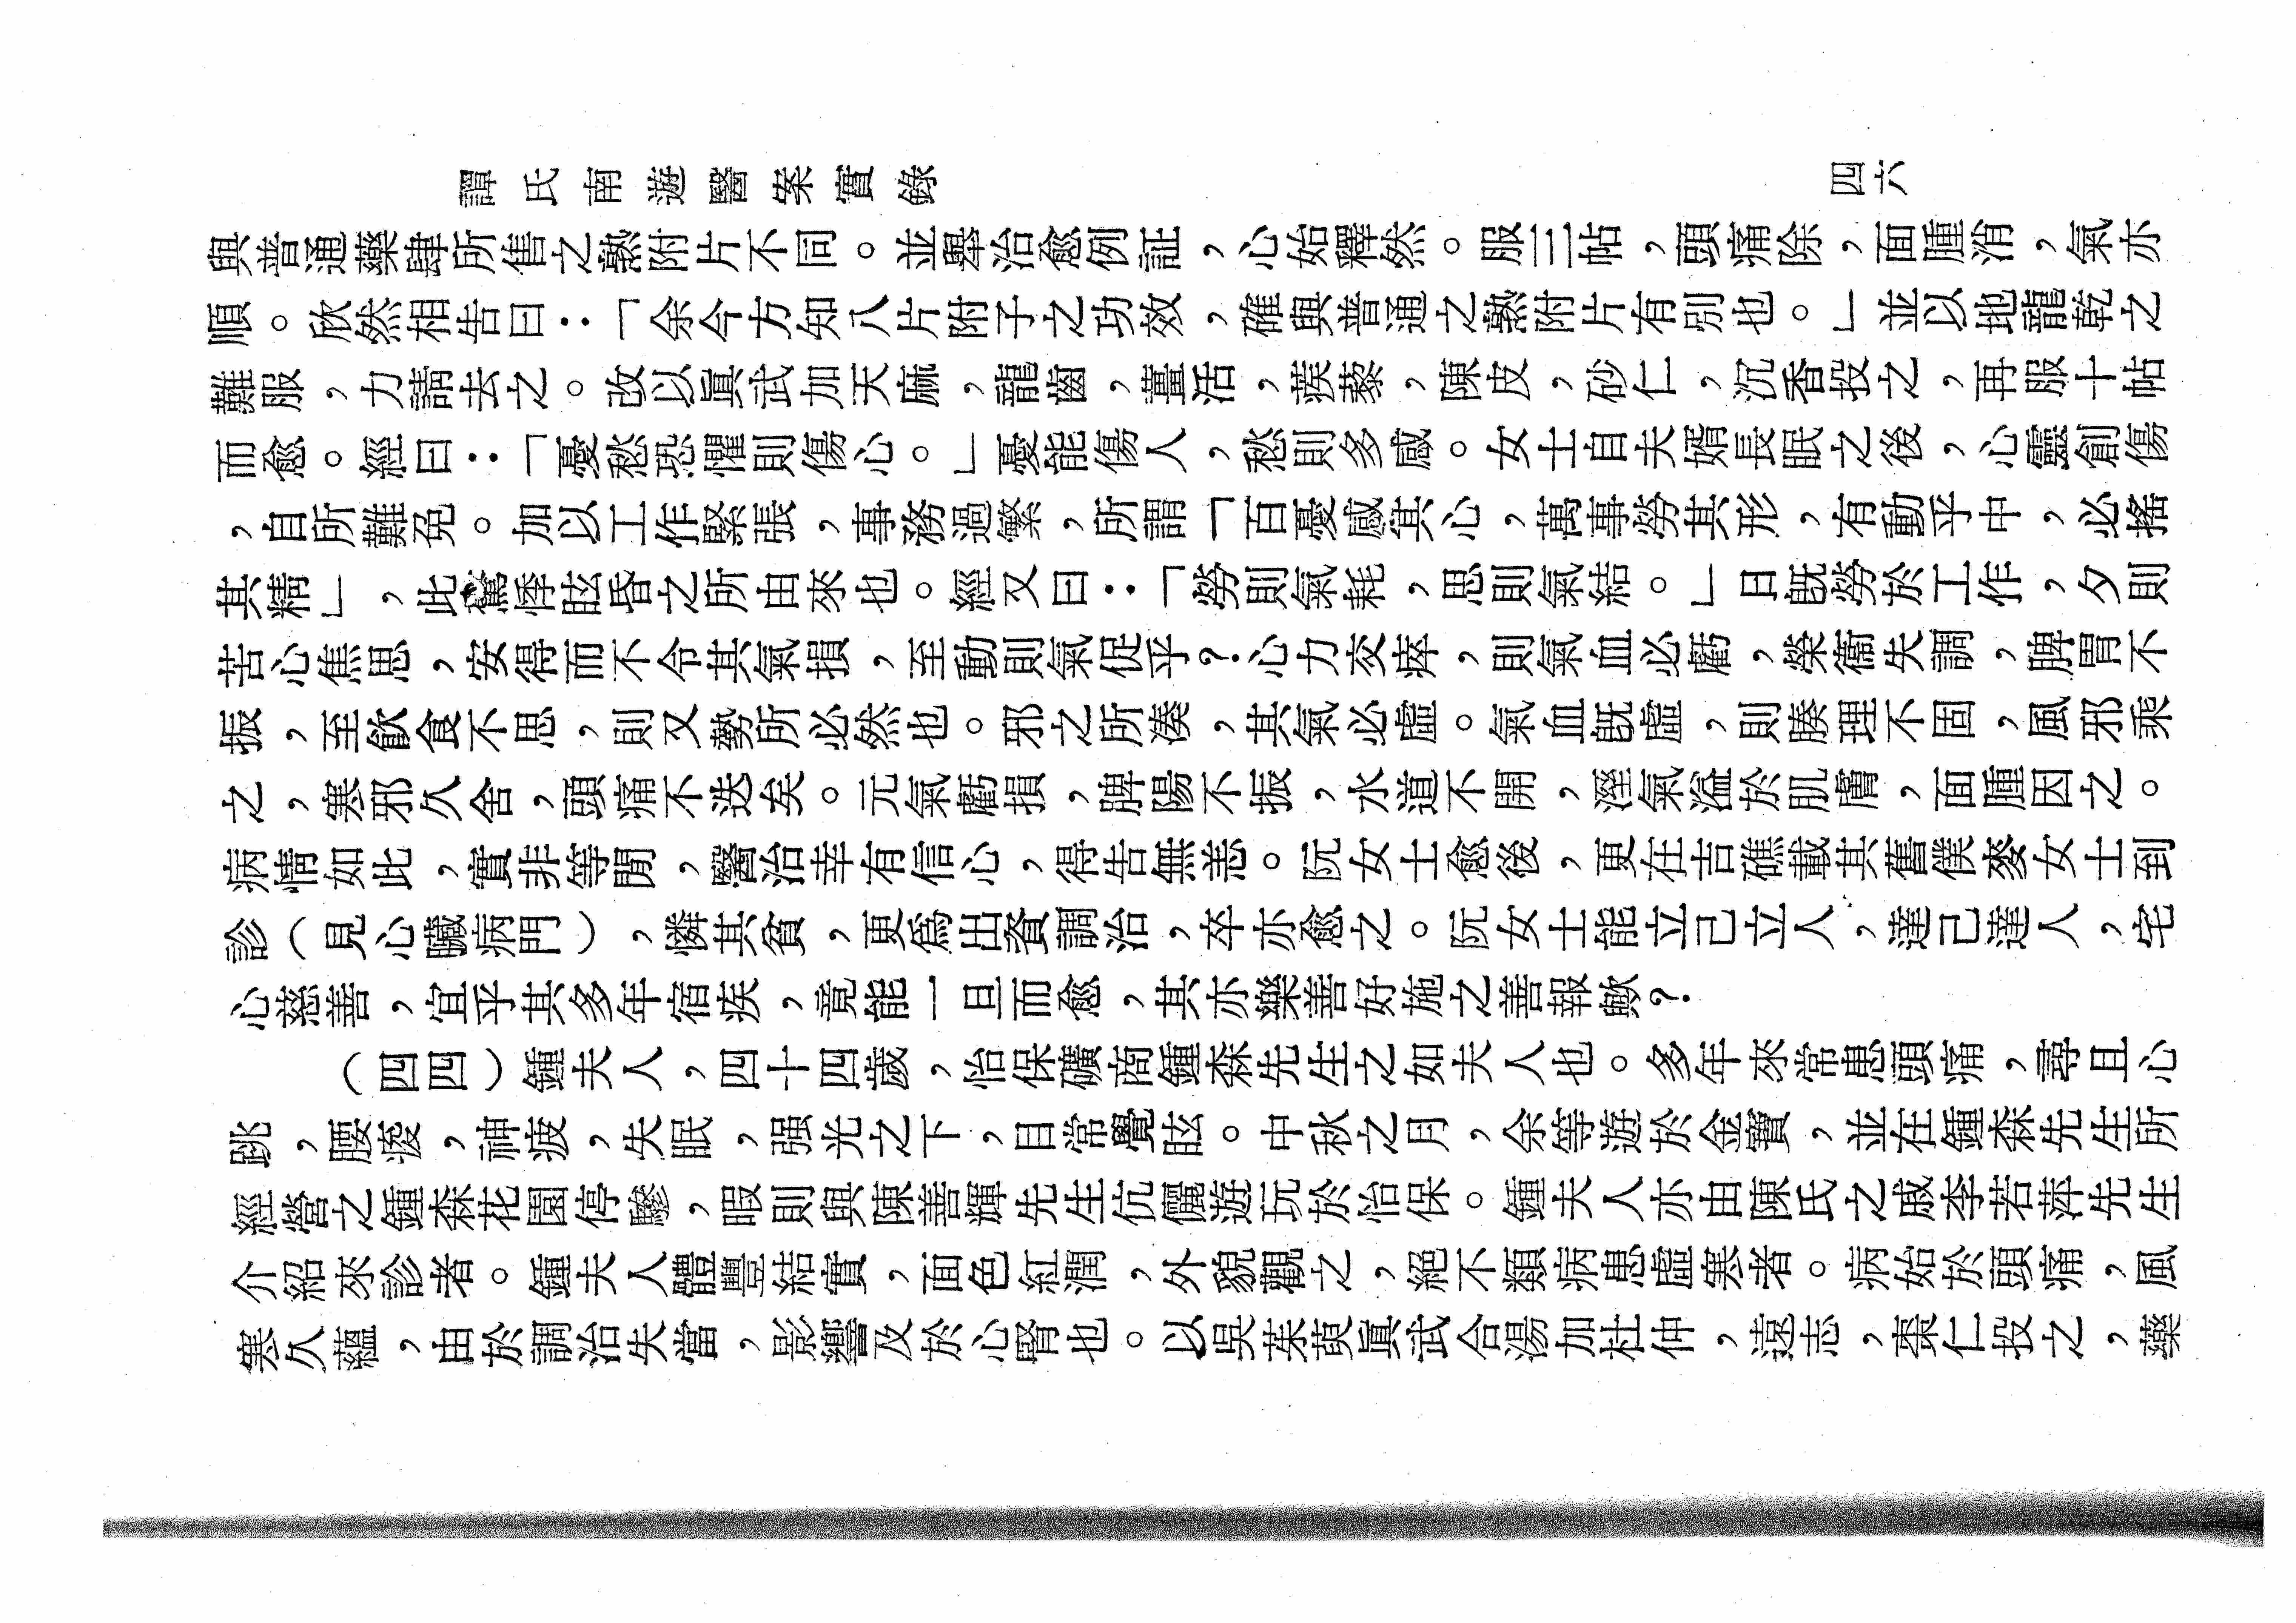 譚氏南遊醫案實錄
四六
與普通藥肆所售之熟附片不同。並舉治愈例証，心始釋然。服三帖，頭痛除，面腫消，氣亦
順。欣然相告曰：「余今方知八片附子之功效，確與普通之熟附片有別也。」並以地龍乾之
難服，力請去之。改以眞武加天麻，龍齒，薑活，蒺藜，陳皮，砂仁，沉香投之，再服十帖
而愈。經曰：「憂愁恐懼則傷心。」憂能傷人，愁則多感。女士自夫婿長眠之後，心靈創傷
，自所難免。加以工作緊張，事務過繁，所謂「百憂感其心，萬事勞其形，有動乎中，必搖
其精」，此驚悸眩昏之所由來也。經又曰：「勞則氣耗，思則氣結。」日旣勞於工作，夕則
苦心焦思，安得而不令其氣損，至動則氣促乎？心力交瘁，則氣血必虧，榮衞失調，脾胃不
振，至飮食不思，則又勢所必然也。邪之所湊，其氣必虛。氣血旣虛，則腠理不固，風邪乘
之，寒邪久舍，頭痛不迭矣。元氣虧損，脾陽不振，水道不開，溼氣溢於肌膚，面腫因之。
病情如此，實非等閒，醫治幸有信心，得告無恙。阮女士愈後，更在吉礁載其舊僕麥女士到
診（見心臟病門），憐其貧，更爲出資調治，卒亦愈之。阮女士能立己立人，達己達人，宅
心慈善，宜乎其多年宿疾，竟能一旦而愈，其亦樂善好施之善報歟？
（四四）鍾夫人，四十四歲，怡保礦商鍾森先生之如夫人也。多年來常患頭痛，尋且心
跳，腰痠，神疲，失眠，强光之下，目常覺眩。中秋之月，余等遊於金寶，並在鍾森先生所
經營之鍾森花園停驂，暇則與陳善輝先生伉儷遊玩於怡保。鍾夫人亦由陳氏之戚李若萍先生
介紹來診者。鍾夫人體豐結實，面色紅潤，外貌觀之，絕不類病患虛寒者。病始於頭痛，風
寒久蘊，由於調治失當，影響及於心腎也。以吳茱萸眞武合湯加杜仲，遠志，棗仁投之，藥